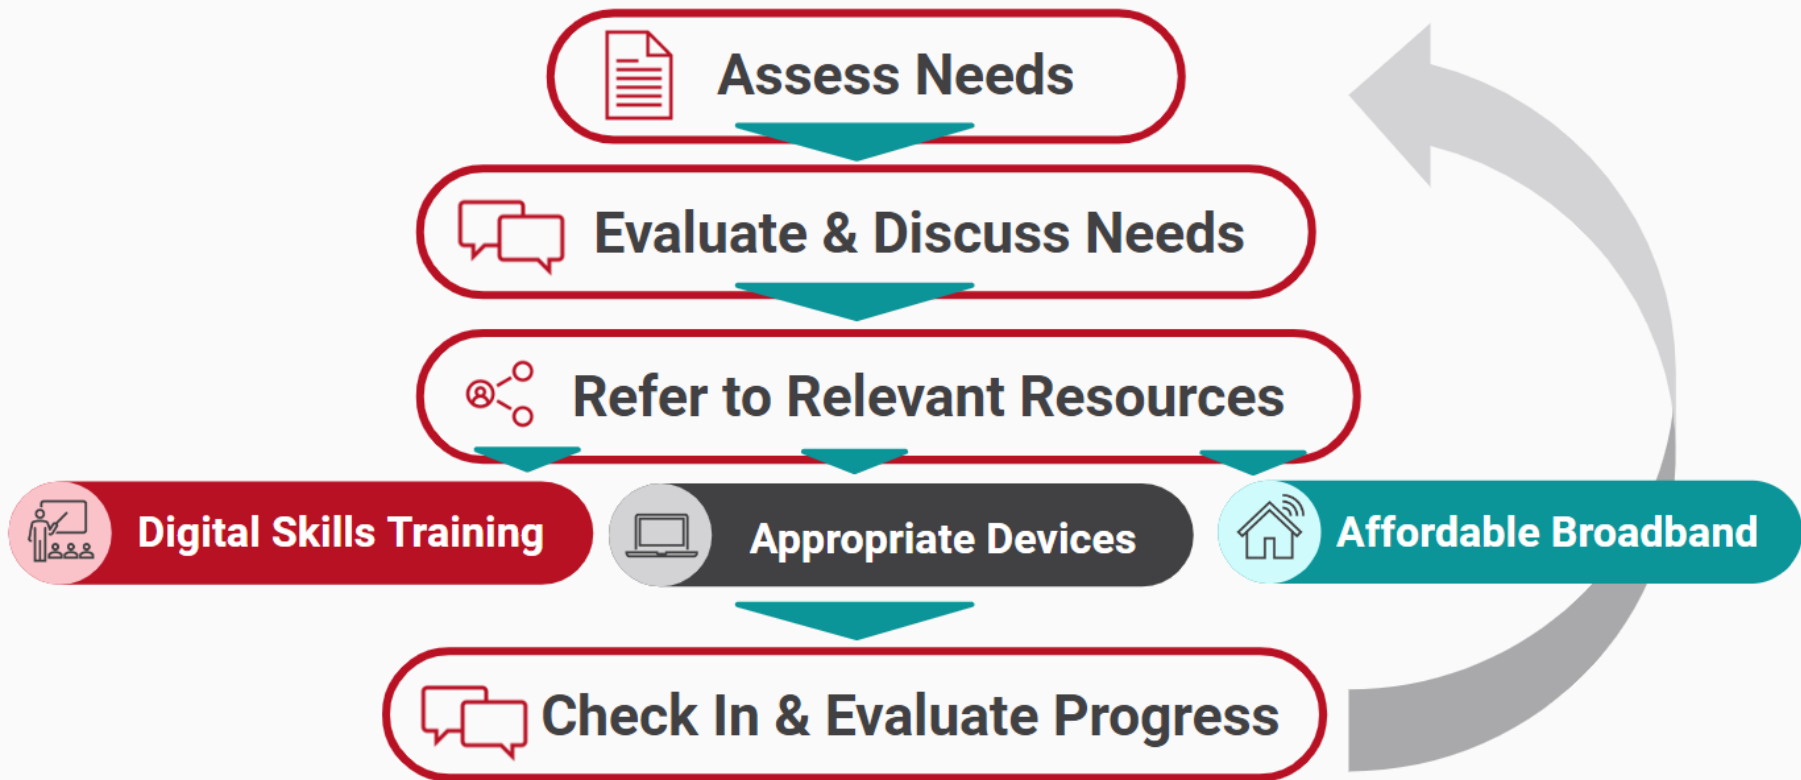 Assess Needs
Evaluate & Discuss Needs
Refer to Relevant Resources
Digital Skills Training
Appropriate Devices
Affordable Broadband
Check In & Evaluate Progress